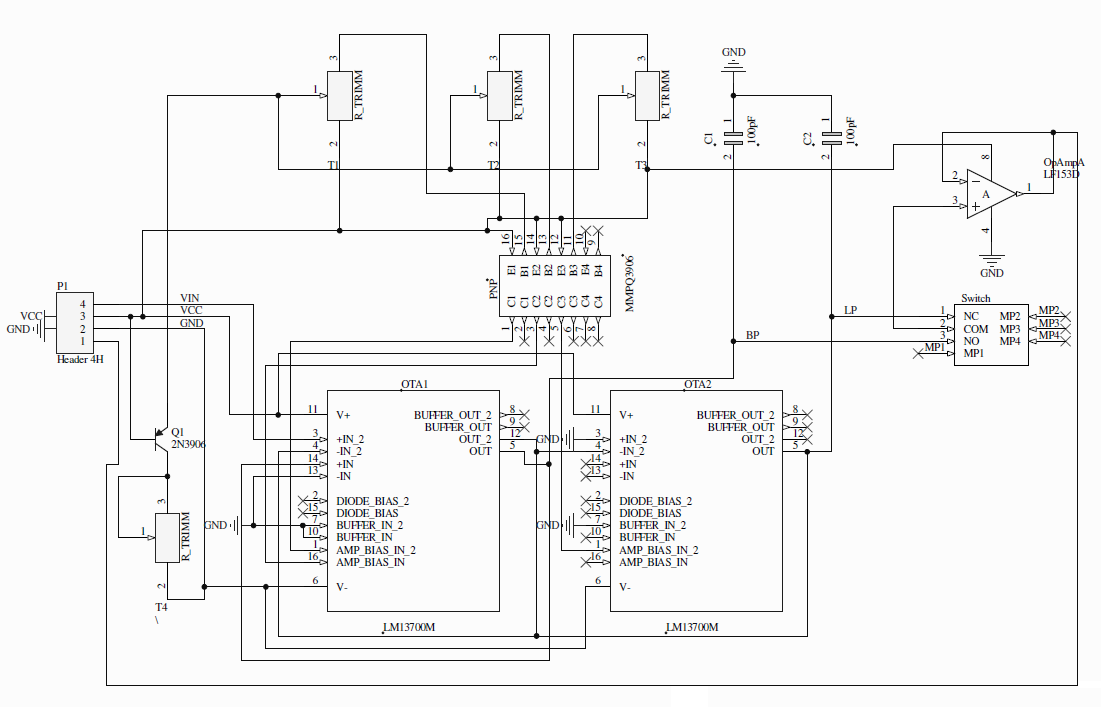 3
3
3
GND
1
R_TRIMM
1
R_TRIMM
1
R_TRIMM
1
1
C1
100pF
C2
100pF
2
2
2
2
2
T1
T2
T3
8
OpAmpA
LF153D
2
A
1
3
4
GND
16
15
14
13
12
11
10
9
E1
B1
E2
B2
E3
B3
E4
B4
PNP
MMPQ3906
C1
C1
C2
C2
C3
C3
C4
C4
1
2
3
4
5
6
7
8
P1
4
VIN
VCC
3
VCC
GND
2
GND
1
Header 4H
Switch
LP
1
NC
MP2
MP2
2
COM
MP3
MP3
BP
3
NO
MP4
MP4
MP1
MP1
OTA1
OTA2
11
V+
BUFFER_OUT_2
8
BUFFER_OUT
9
3
+IN_2
OUT_2
12
4
-IN_2
OUT
5
14
+IN
13
-IN
2
DIODE_BIAS_2
15
DIODE_BIAS
GND
7
BUFFER_IN_2
10
BUFFER_IN
1
AMP_BIAS_IN_2
16
AMP_BIAS_IN
6
V-
LM13700M
11
V+
BUFFER_OUT_2
8
BUFFER_OUT
9
GND
3
+IN_2
OUT_2
12
4
-IN_2
OUT
5
14
+IN
13
-IN
2
DIODE_BIAS_2
15
DIODE_BIAS
GND
7
BUFFER_IN_2
10
BUFFER_IN
1
AMP_BIAS_IN_2
16
AMP_BIAS_IN
6
V-
LM13700M
Q1
2N3906
3
1
R_TRIMM
2
T4
\